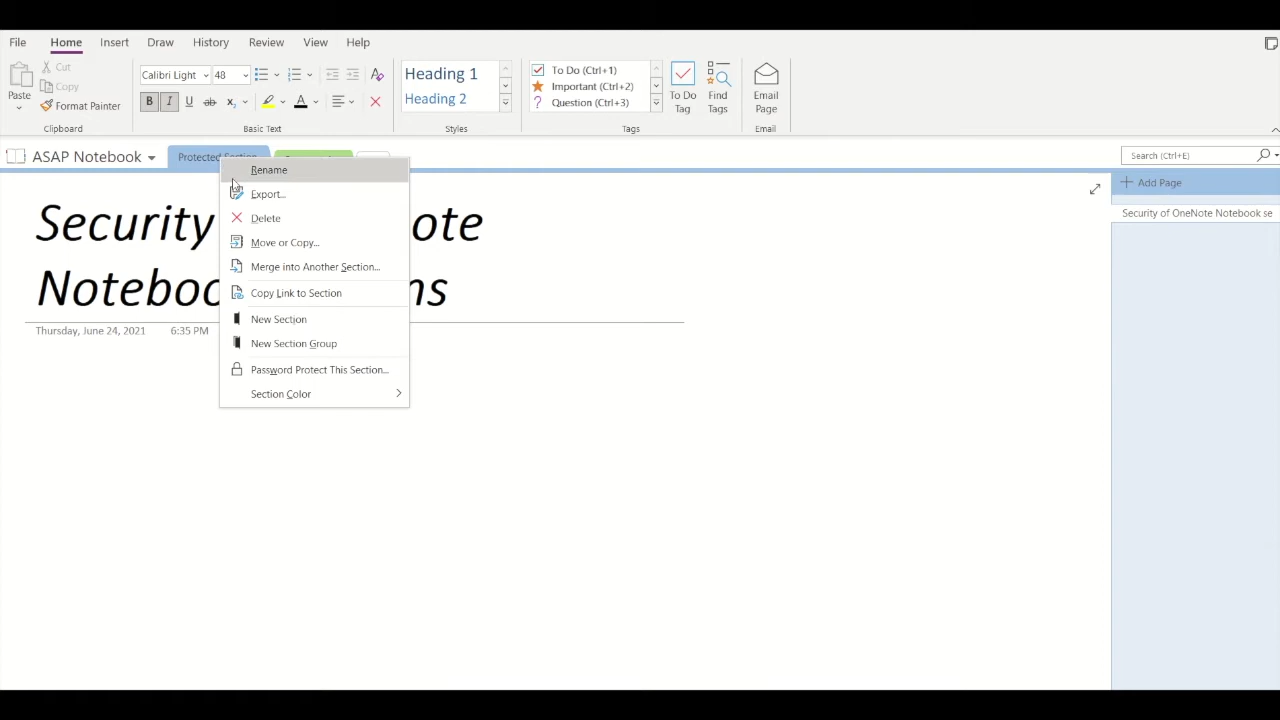 File Home Insert Draw History Review View Help
Cut
Copy
Paste
Format Painter
Clipboard
Calibri Light 48
B I U ab x₂ A
Basic Text
Heading 1
Heading 2
Styles
To Do (Ctrl+1)
Important (Ctrl+2)
Question (Ctrl+3)
Tags
To Do
Tag
Find
Tags
Email
Page
Email
ASAP Notebook
Protected Section
Search (Ctrl+E)
Rename
Export...
Delete
Move or Copy...
Merge into Another Section...
Copy Link to Section
New Section
New Section Group
Password Protect This Section...
Section Color
Security ote
Noteboo ns
Thursday, June 24, 2021 6:35 PM
Add Page
Security of OneNote Notebook se